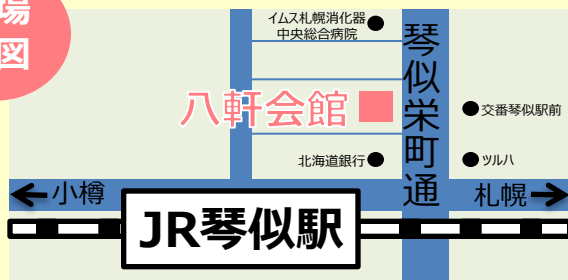 場
図
イムス札幌消化器
中央総合病院
琴似栄町通
八軒会館
交番琴似駅前
北海道銀行
ツルハ
小樽
札幌
JR琴似駅